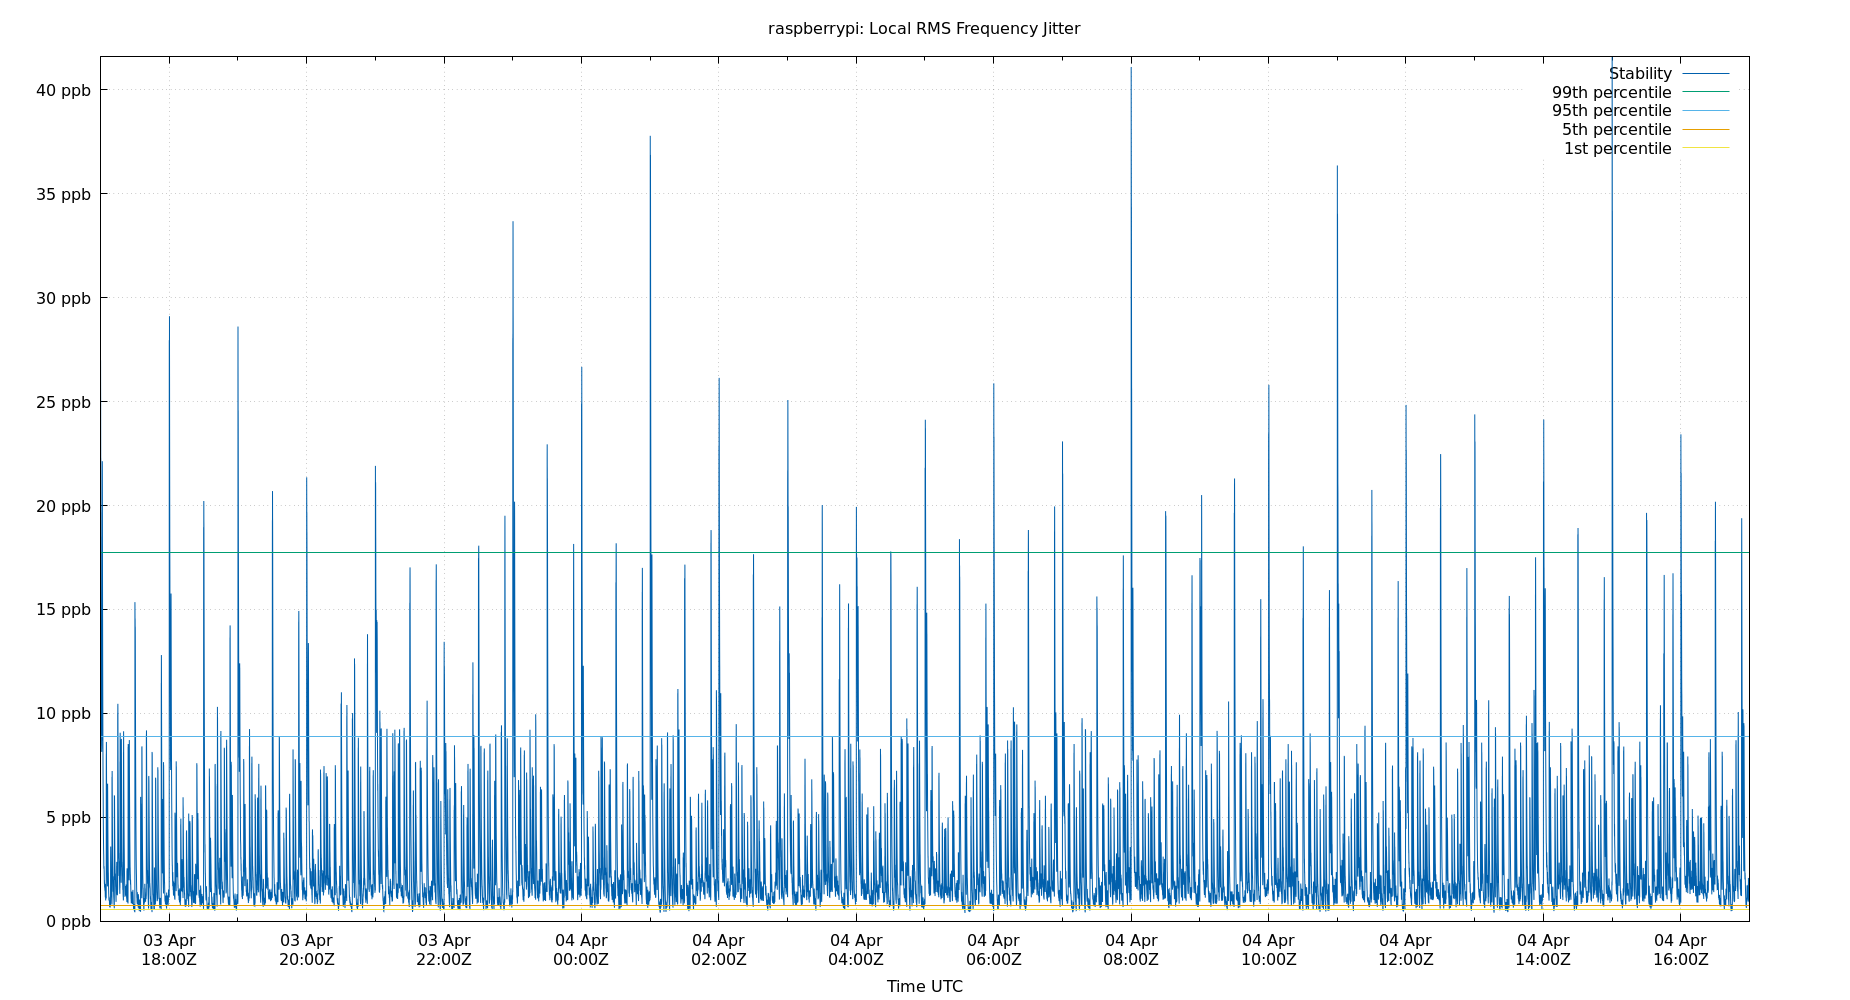 raspberrypi: Local RMS Frequency Jitter
Stability
99th percentile
95th percentile
5th percentile
1st percentile
40 ppb
35 ppb
30 ppb
25 ppb
20 ppb
15 ppb
10 ppb
5 ppb
0 ppb
03 Apr 03 Apr 03 Apr 04 Apr 04 Apr 04 Apr 04 Apr 04 Apr 04 Apr 04 Apr 04 Apr 04 Apr
18:00Z 20:00Z 22:00Z 00:00Z 02:00Z 04:00Z 06:00Z 08:00Z 10:00Z 12:00Z 14:00Z 16:00Z
Time UTC